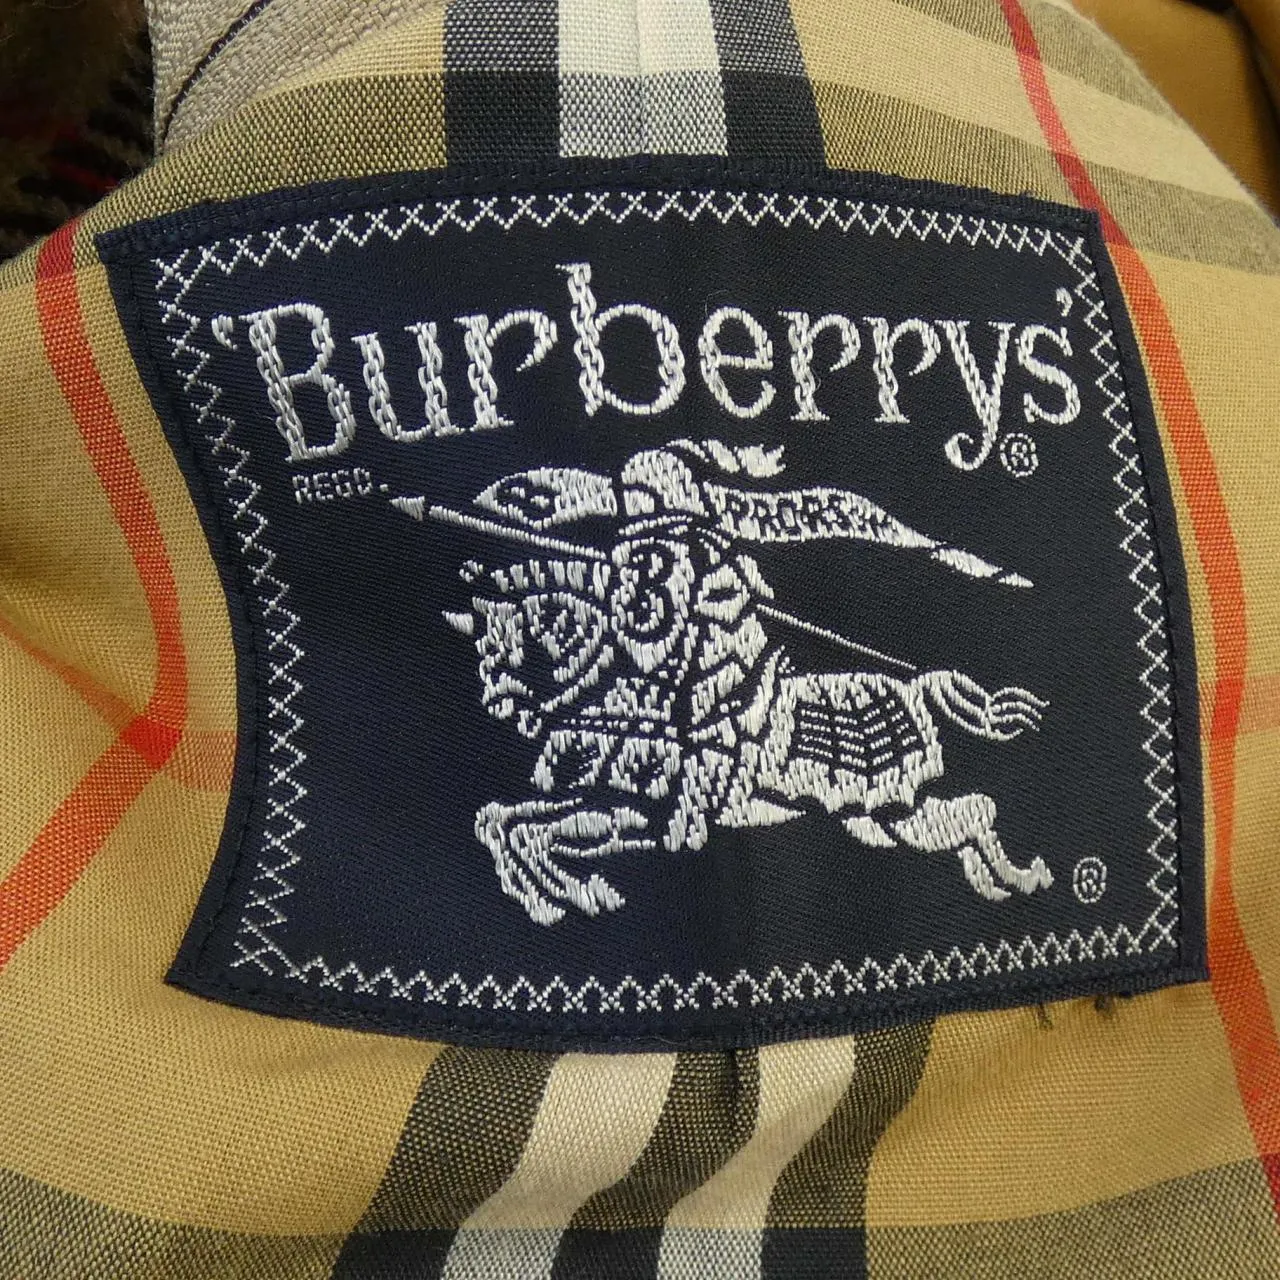 'Burberrys'
®
REGD.
PRORSUM
®